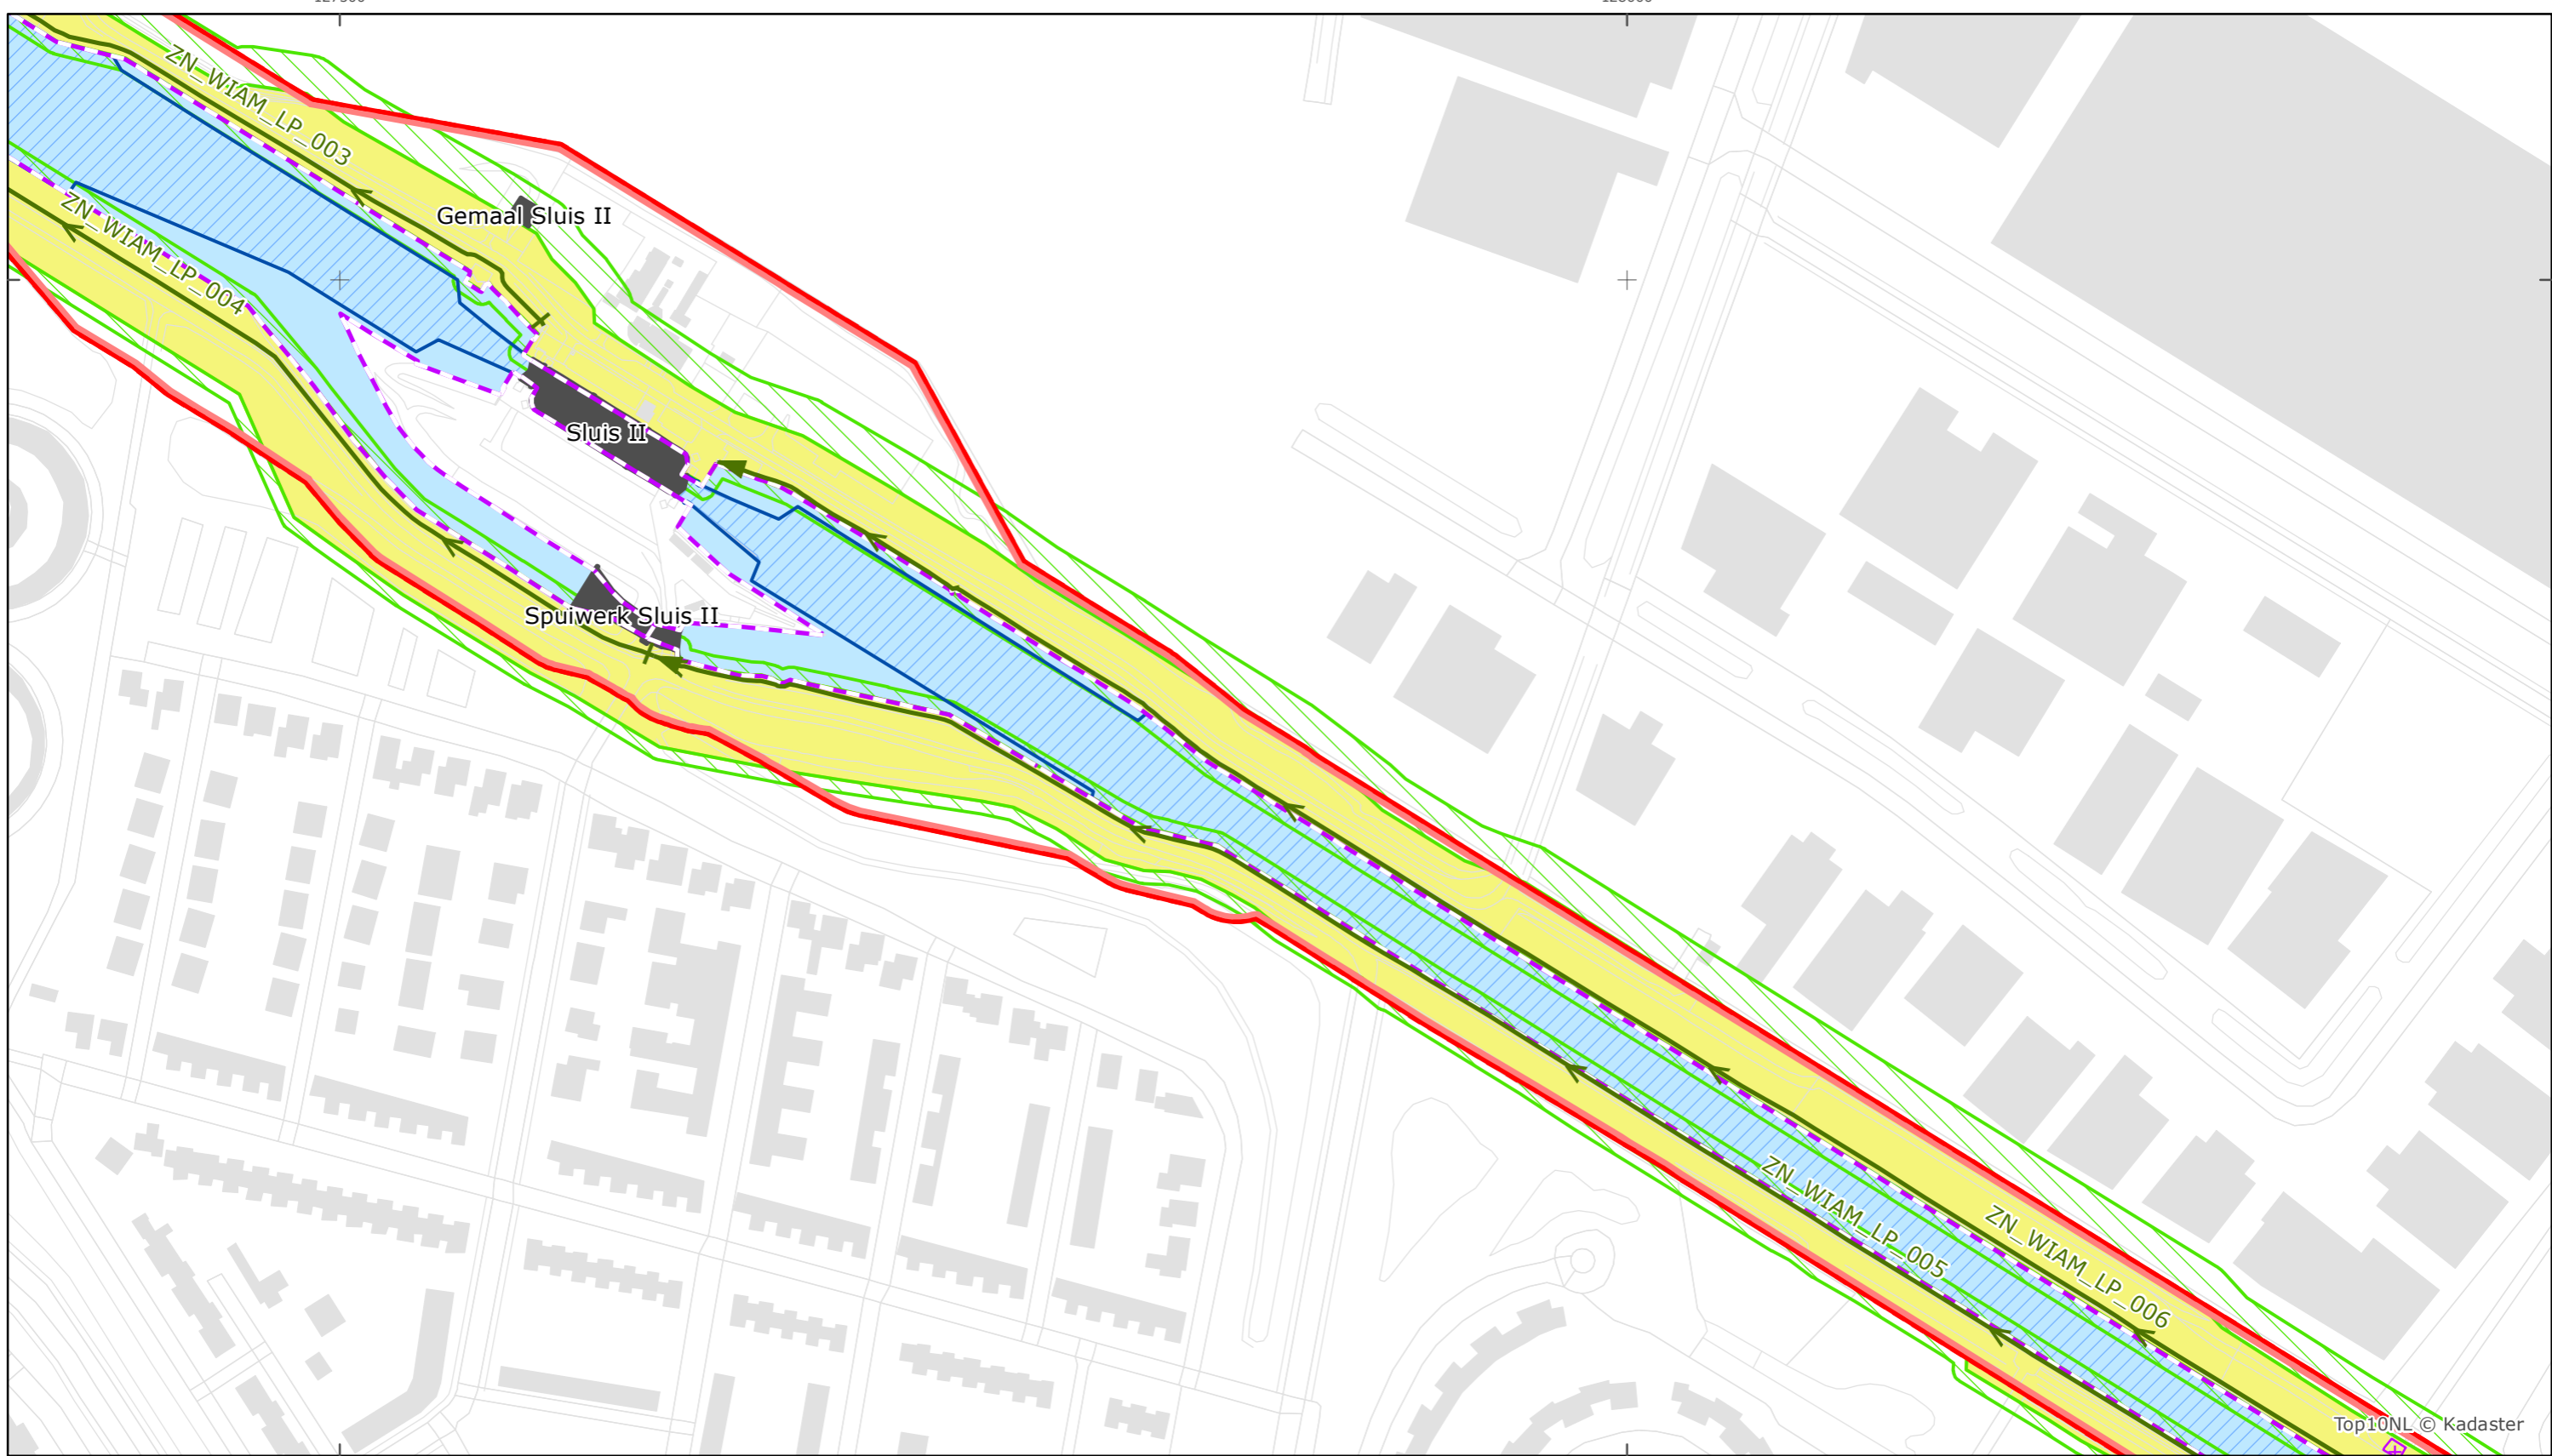 ZN_WIAM_LP_003
ZN_WIAM_LP_004
Gemaal Sluis II
Sluis II
Spuiwerk Sluis II
ZN_WIAM_LP_005
ZN_WIAM_LP_006
Top10NL © Kadaster